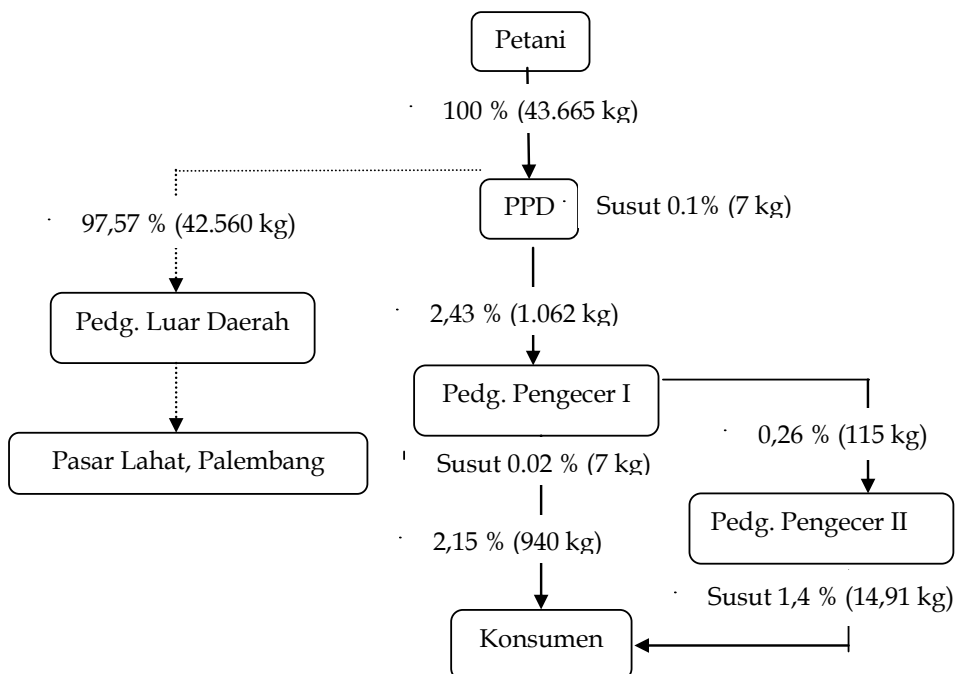 Petani
100 % (43.665 kg)
PPD
Susut 0.1% (7 kg)
97,57 % (42.560 kg)
Pedg. Luar Daerah
2,43 % (1.062 kg)
Pedg. Pengecer I
0,26 % (115 kg)
Pasar Lahat, Palembang
Susut 0.02 % (7 kg)
Pedg. Pengecer II
2,15 % (940 kg)
Susut 1,4 % (14,91 kg)
Konsumen